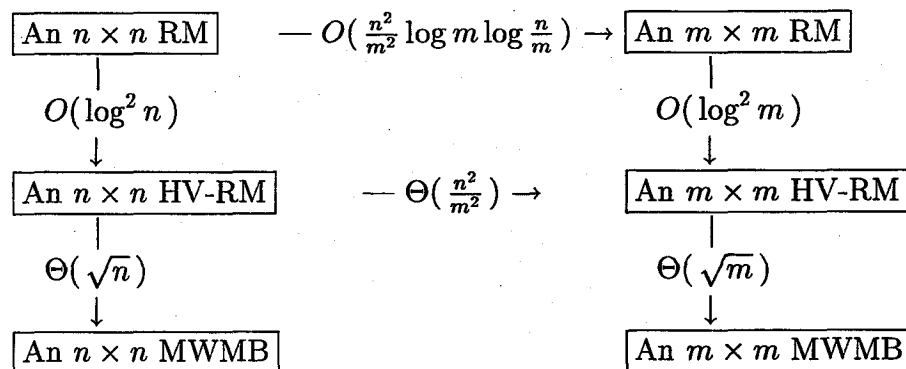 An n × n RM — O( n²/m² log m log n/m ) → An m × m RM
O( log² n ) O( log² m )
An n × n HV-RM — Θ( n²/m² ) → An m × m HV-RM
Θ( √n ) Θ( √m )
An n × n MWMB An m × m MWMB